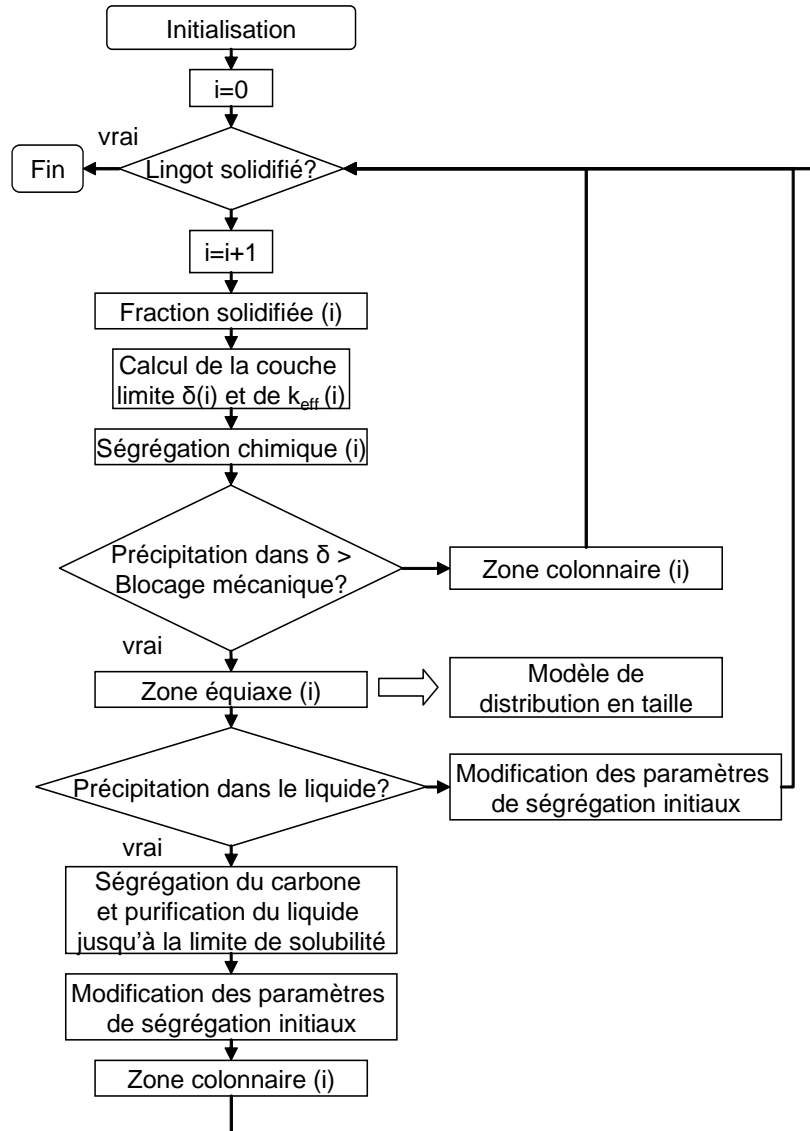 Initialisation
i=0
vrai
Fin
Lingot solidifié?
i=i+1
Fraction solidifiée (i)
Calcul de la couche
limite δ(i) et de keff (i)
Ségrégation chimique (i)
Précipitation dans δ >
Blocage mécanique?
Zone colonnaire (i)
vrai
Zone équiaxe (i)
Modèle de
distribution en taille
Précipitation dans le liquide?
Modification des paramètres
de ségrégation initiaux
vrai
Ségrégation du carbone
et purification du liquide
jusqu'à la limite de solubilité
Modification des paramètres
de ségrégation initiaux
Zone colonnaire (i)